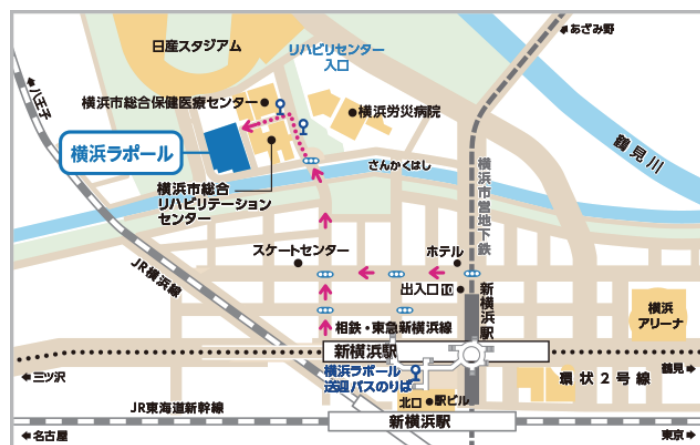 日産スタジアム
リハビリセンター
入口
あざみ野
八王子
横浜市総合保健医療センター
横浜労災病院
鶴見川
横浜ラポール
さんかくはし
横浜市営地下鉄
横浜市総合
リハビリテーション
センター
スケートセンター
ホテル
JR横浜線
出入口10
新横浜駅
横浜
アリーナ
相鉄・東急新横浜線
新横浜駅
三ツ沢
横浜ラポール
送迎バスのりば
環状2号線
鶴見
北口
駅ビル
JR東海道新幹線
新横浜駅
名古屋
東京